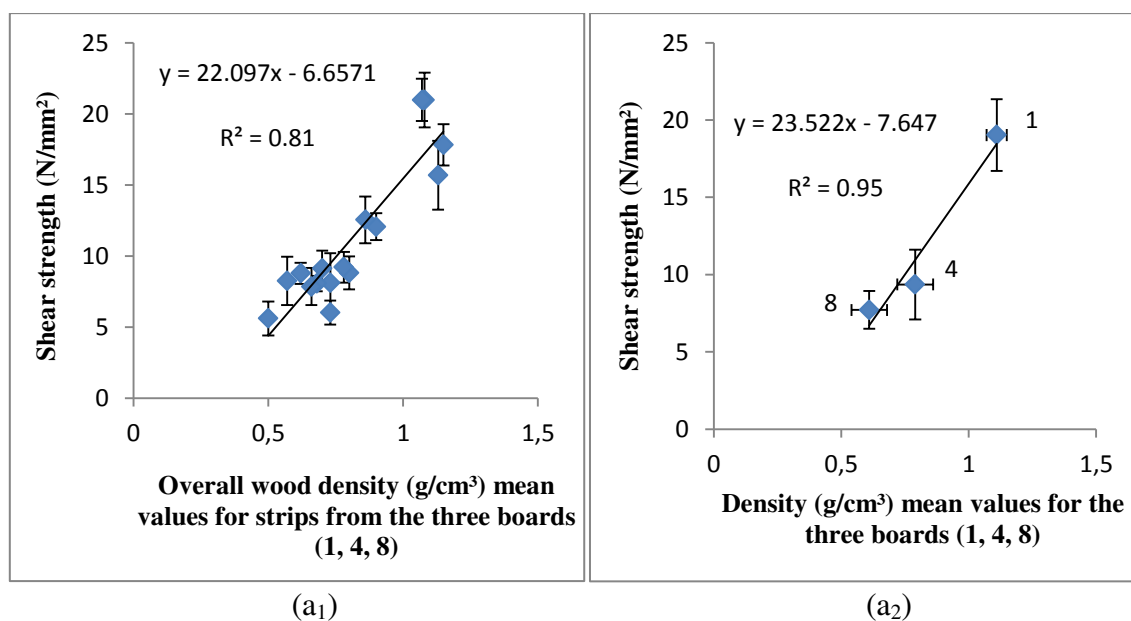 25
20
15
10
5
0
0
0,5
1
1,5
y = 22.097x - 6.6571
R² = 0.81
Shear strength (N/mm²)
Overall wood density (g/cm³) mean
values for strips from the three boards
(1, 4, 8)
(a₁)
25
20
15
10
5
0
0
0,5
1
1,5
y = 23.522x - 7.647
R² = 0.95
1
4
8
Shear strength (N/mm²)
Density (g/cm³) mean values for the
three boards (1, 4, 8)
(a₂)